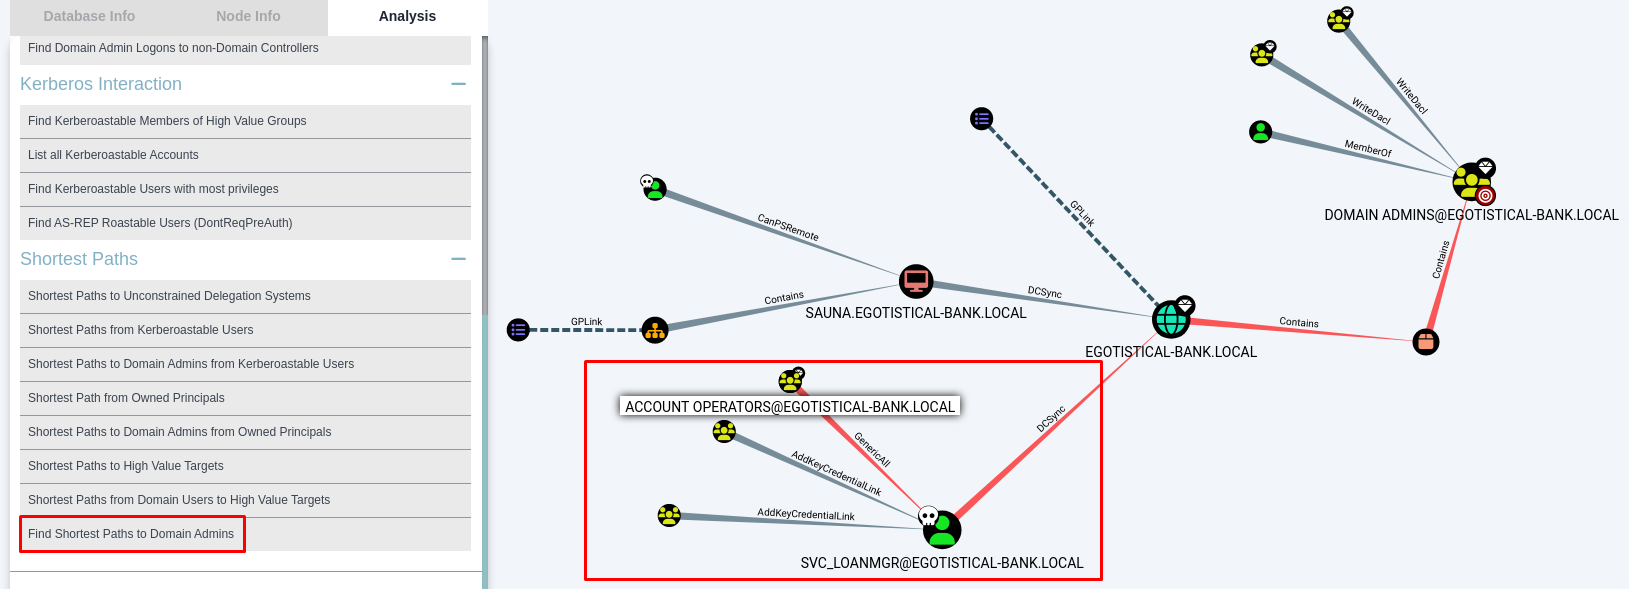 Database Info
Node Info
Analysis
Find Domain Admin Logons to non-Domain Controllers
Kerberos Interaction
Find Kerberoastable Members of High Value Groups
List all Kerberoastable Accounts
Find Kerberoastable Users with most privileges
Find AS-REP Roastable Users (DontReqPreAuth)
Shortest Paths
Shortest Paths to Unconstrained Delegation Systems
Shortest Paths from Kerberoastable Users
Shortest Paths to Domain Admins from Kerberoastable Users
Shortest Path from Owned Principals
Shortest Paths to Domain Admins from Owned Principals
Shortest Paths to High Value Targets
Shortest Paths from Domain Users to High Value Targets
Find Shortest Paths to Domain Admins
WriteDacl
WriteDacl
MemberOf
DOMAIN ADMINS@EGOTISTICAL-BANK.LOCAL
GPLink
CanPSRemote
Contains
DCSync
Contains
SAUNA.EGOTISTICAL-BANK.LOCAL
GPLink
Contains
EGOTISTICAL-BANK.LOCAL
ACCOUNT OPERATORS@EGOTISTICAL-BANK.LOCAL
DCSync
GenericAll
AddKeyCredentialLink
AddKeyCredentialLink
SVC_LOANMGR@EGOTISTICAL-BANK.LOCAL